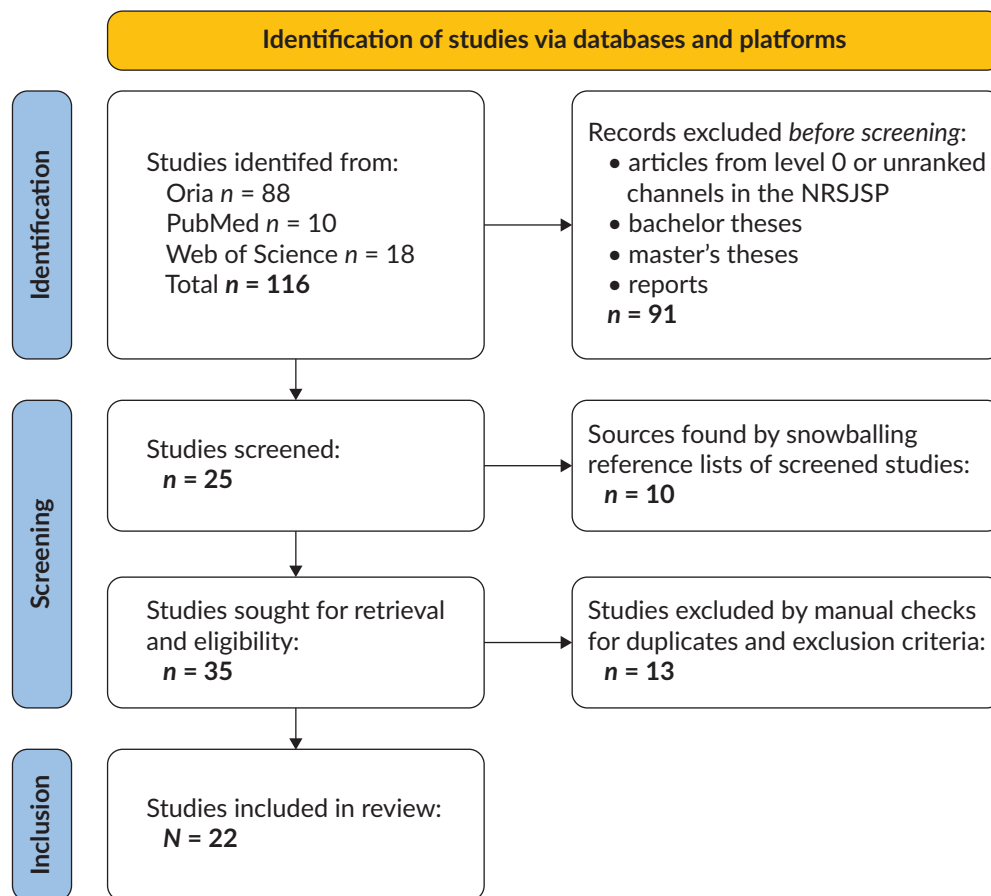 Identification of studies via databases and platforms
Identification
Studies identifed from:
Oria n = 88
PubMed n = 10
Web of Science n = 18
Total n = 116
Records excluded before screening:
• articles from level 0 or unranked
channels in the NRSJSP
• bachelor theses
• master’s theses
• reports
n = 91
Screening
Studies screened:
n = 25
Sources found by snowballing
reference lists of screened studies:
n = 10
Studies sought for retrieval
and eligibility:
n = 35
Studies excluded by manual checks
for duplicates and exclusion criteria:
n = 13
Inclusion
Studies included in review:
N = 22